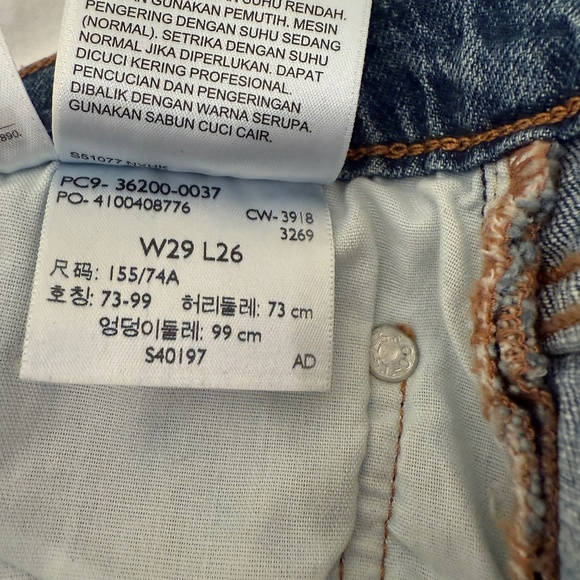 RENDAH.
GUNAKAN PEMUTIH. MESIN
PENGERING DENGAN SUHU SEDANG
(NORMAL). SETRIKA DENGAN SUHU
NORMAL JIKA DIPERLUKAN. DAPAT
DICUCI KERING PROFESIONAL.
PENCUCIAN DAN PENGERINGAN
DIBALIK DENGAN WARNA SERUPA.
GUNAKAN SABUN CUCI CAIR.
S51077
890.
PC9- 36200-0037
PO- 4100408776
CW-3918
3269
W29 L26
尺码: 155/74A
호칭: 73-99 허리둘레: 73 cm
엉덩이둘레: 99 cm
S40197
AD